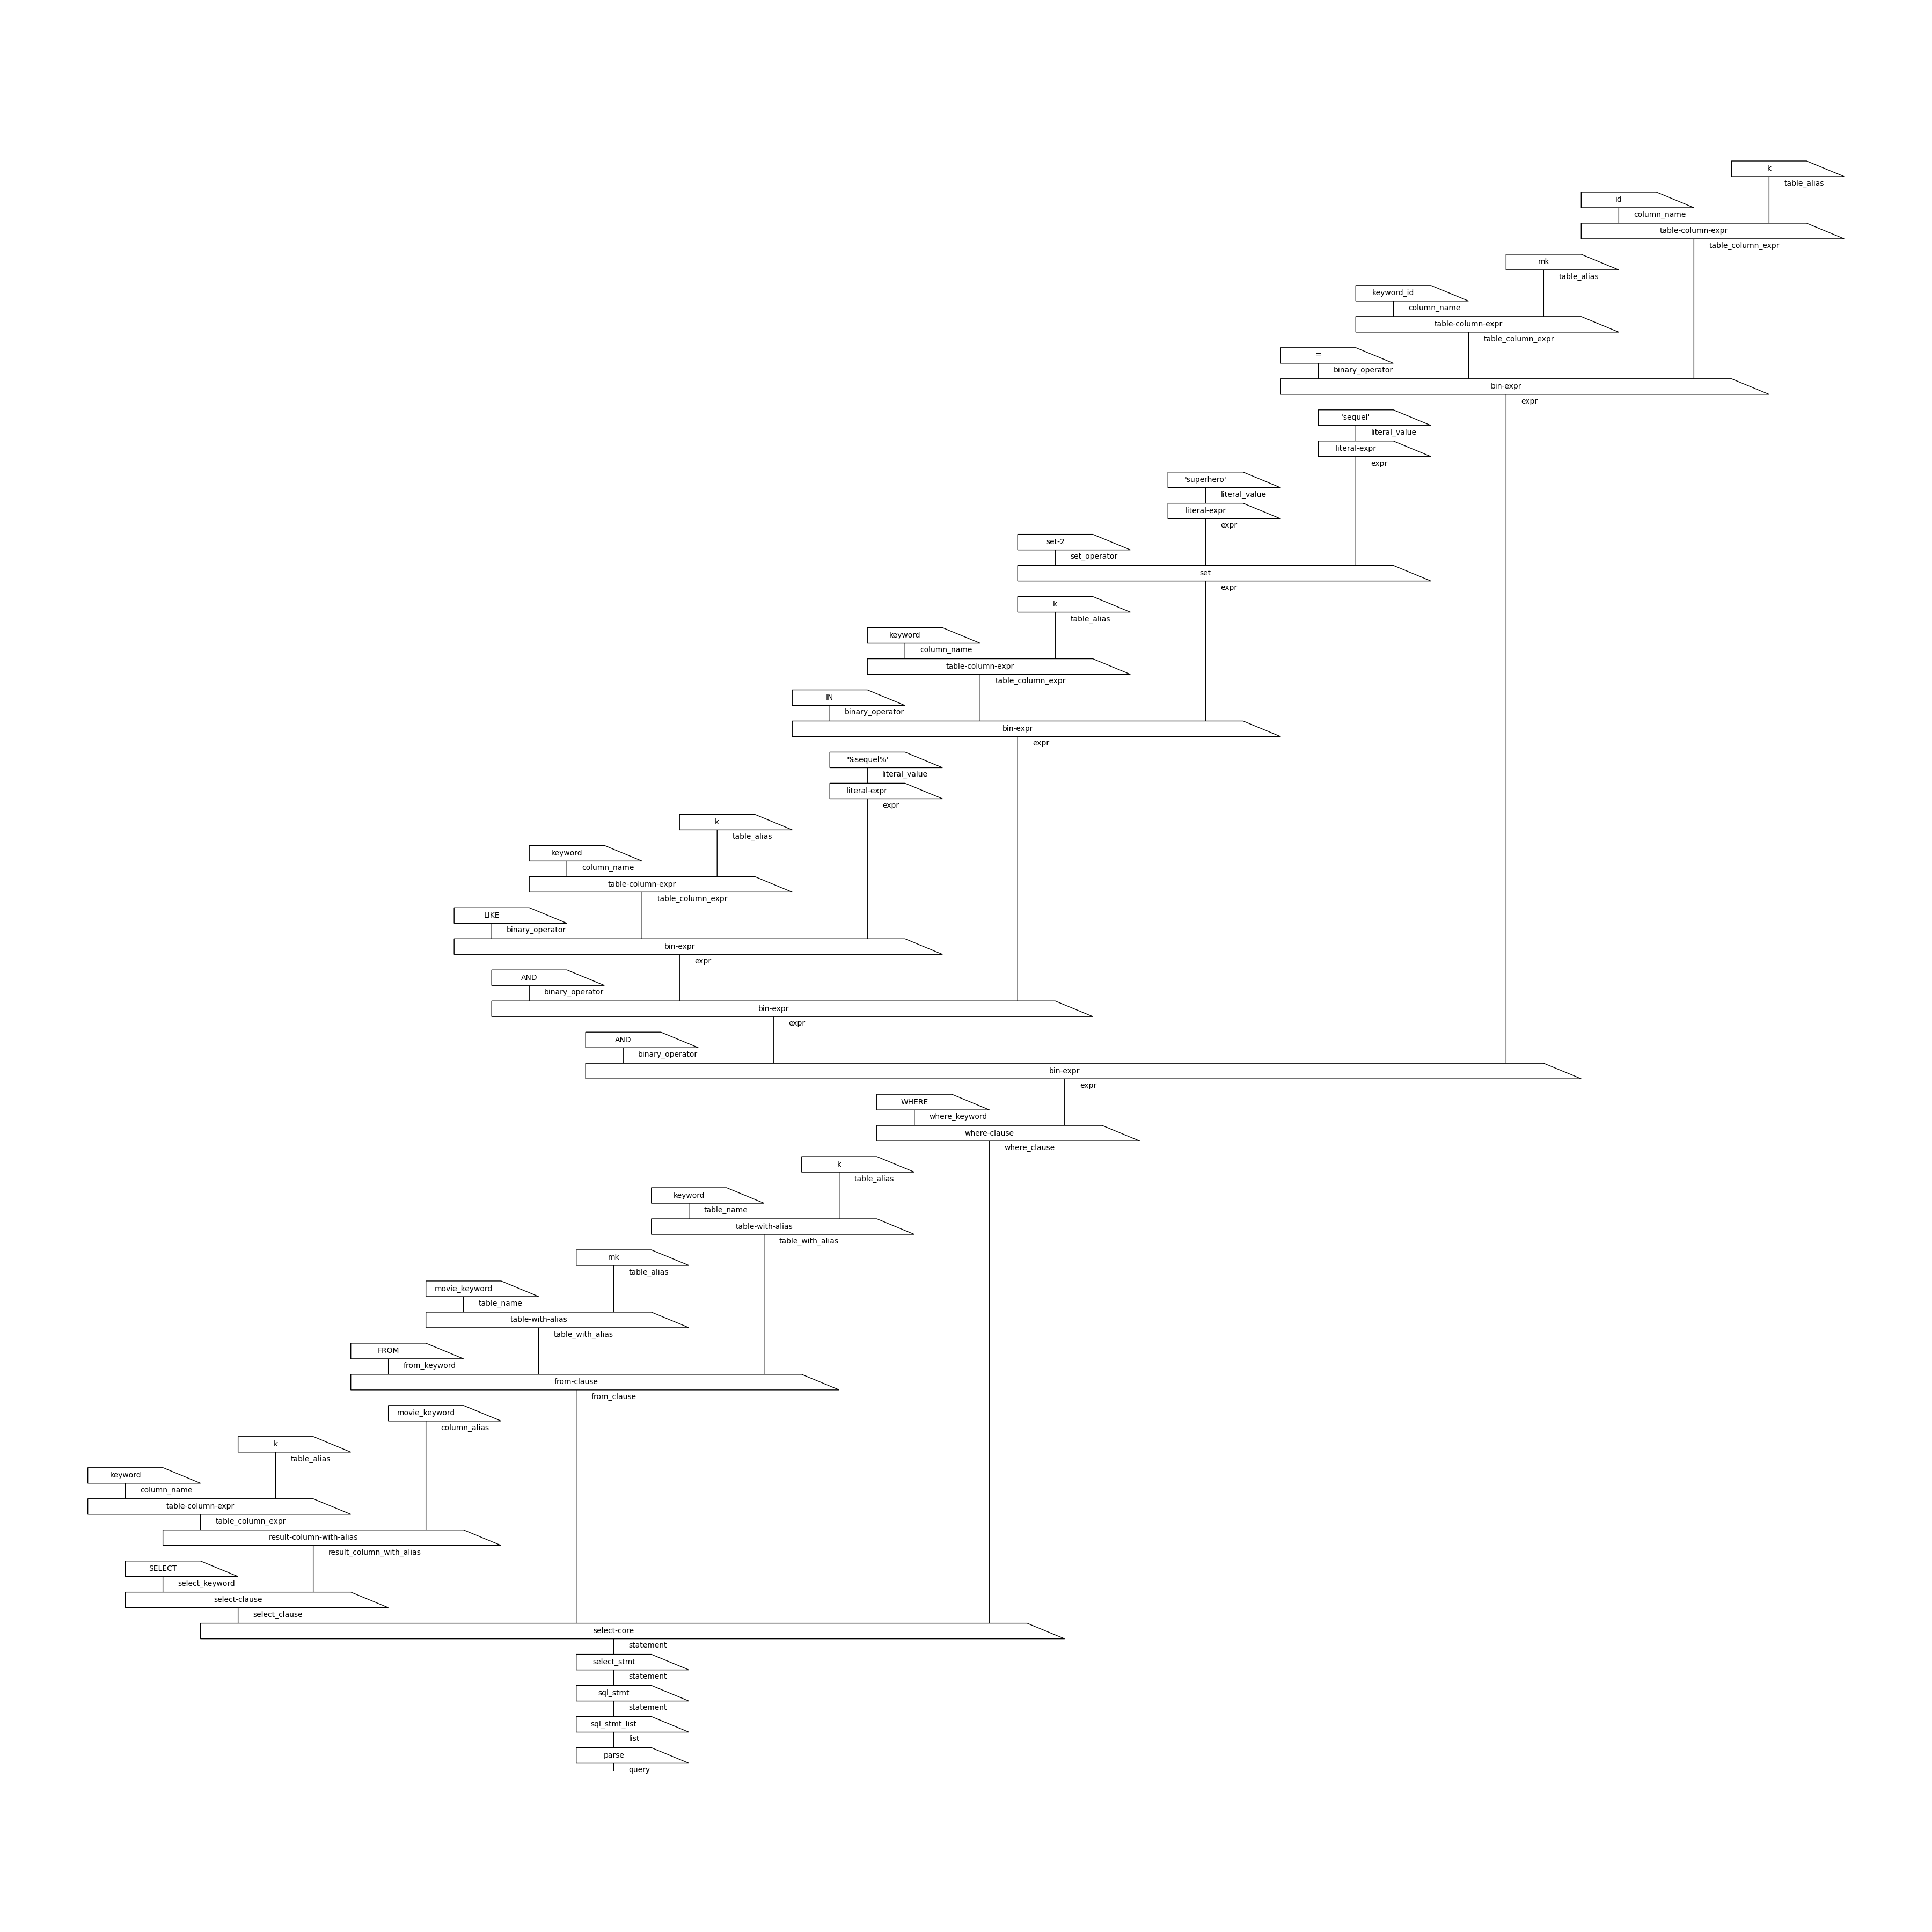 k
table_alias
id
column_name
table-column-expr
table_column_expr
mk
table_alias
keyword_id
column_name
table-column-expr
table_column_expr
=
binary_operator
bin-expr
expr
'sequel'
literal_value
literal-expr
expr
'superhero'
literal_value
literal-expr
expr
set-2
set_operator
set
expr
k
table_alias
keyword
column_name
table-column-expr
table_column_expr
IN
binary_operator
bin-expr
expr
'%sequel%'
literal_value
literal-expr
expr
k
table_alias
keyword
column_name
table-column-expr
table_column_expr
LIKE
binary_operator
bin-expr
expr
AND
binary_operator
bin-expr
expr
AND
binary_operator
bin-expr
expr
WHERE
where_keyword
where-clause
where_clause
k
table_alias
keyword
table_name
table-with-alias
table_with_alias
mk
table_alias
movie_keyword
table_name
table-with-alias
table_with_alias
FROM
from_keyword
from-clause
from_clause
movie_keyword
column_alias
k
table_alias
keyword
column_name
table-column-expr
table_column_expr
result-column-with-alias
result_column_with_alias
SELECT
select_keyword
select-clause
select_clause
select-core
statement
select_stmt
statement
sql_stmt
statement
sql_stmt_list
list
parse
query